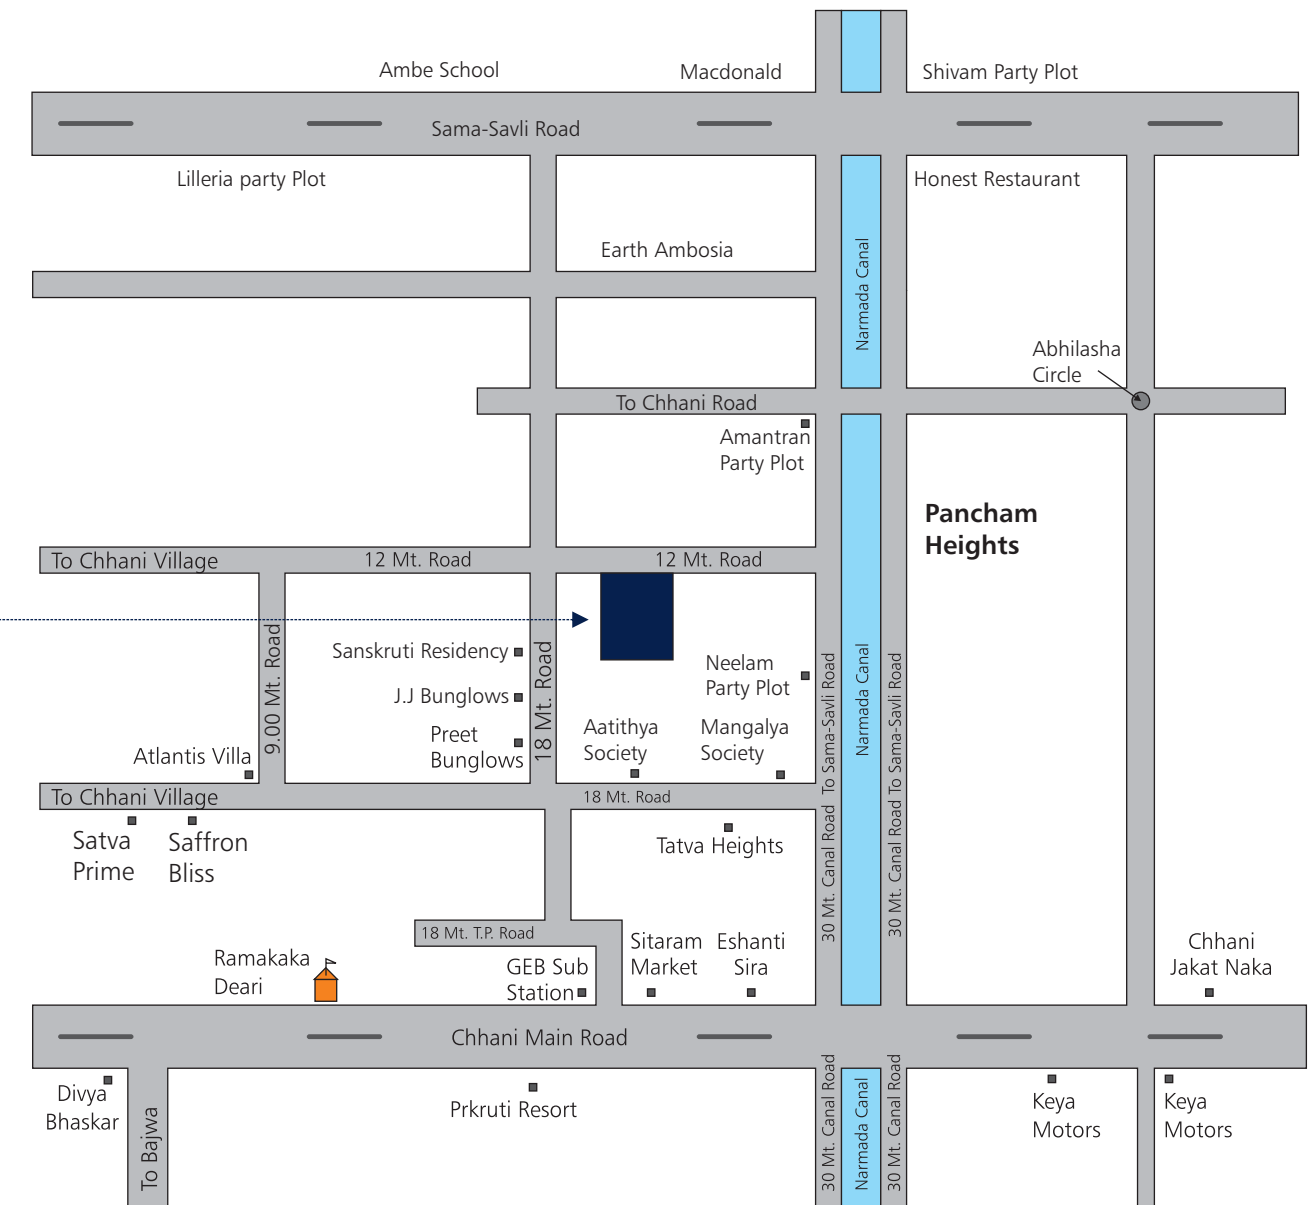 Ambe School
Macdonald
Shivam Party Plot
Sama-Savli Road
Lilleria party Plot
Honest Restaurant
Earth Ambosia
Narmada Canal
Abhilasha
Circle
To Chhani Road
Amantran
Party Plot
Pancham
Heights
To Chhani Village
12 Mt. Road
12 Mt. Road
9.00 Mt. Road
Sanskruti Residency
18 Mt. Road
J.J Bunglows
Preet
Bunglows
Neelam
Party Plot
Aatithya
Society
Mangalya
Society
30 Mt. Canal Road To Sama-Savli Road
Narmada Canal
30 Mt. Canal Road To Sama-Savli Road
Atlantis Villa
To Chhani Village
18 Mt. Road
Satva
Prime
Saffron
Bliss
Tatva Heights
18 Mt. T.P. Road
Ramakaka
Deari
GEB Sub
Station
Sitaram
Market
Eshanti
Sira
Chhani
Jakat Naka
Chhani Main Road
Divya
Bhaskar
To Bajwa
Prkruti Resort
30 Mt. Canal Road
Narmada Canal
30 Mt. Canal Road
Keya
Motors
Keya
Motors